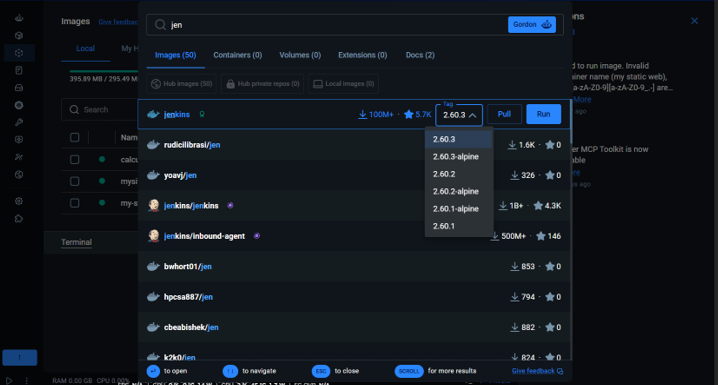 Images Give feedback
Local My H
395.89 MB / 295.49 M
Search
Nam
calcu
mysit
my-s
Terminal
RAM 0.00 GB CPU 0.00%
jen
Gordon
Images (50) Containers (0) Volumes (0) Extensions (0) Docs (2)
Hub images (50) Hub private repos (0) Local images (0)
jenkins 100M+ · 5.7K Tag 2.60.3 Pull Run
2.60.3
2.60.3-alpine
2.60.2
2.60.2-alpine
2.60.1-alpine
2.60.1
rudicilibrasi/jen 1.6K · 0
yoavj/jen 326 · 0
jenkins/jenkins 1B+ · 4.3K
jenkins/inbound-agent 500M+ · 146
bwhort01/jen 853 · 0
hpcsa887/jen 794 · 0
cbeabishek/jen 882 · 0
k2k0/jen 824 · 0
to open to navigate ESC to close SCROLL for more results Give feedback
ons
d to run image. Invalid
ainer name (my static web),
a-zA-Z0-9][a-zA-Z0-9_.-] are...
More
ago
er MCP Toolkit is now
able
re
s ago